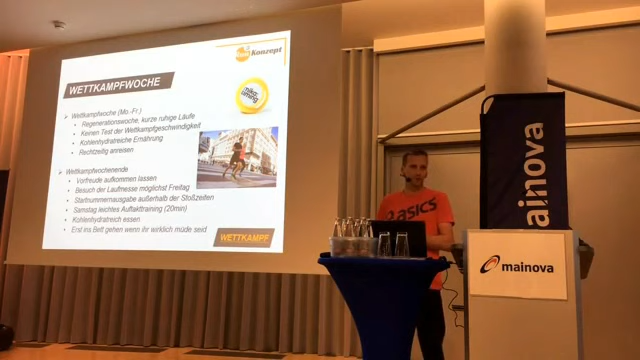 Konzept
WETTKAMPFWOCHE
Wettkampfwoche (Mo.-Fr.)
Regenerationswoche, kurze ruhige Läufe
Keinen Test der Wettkampfgeschwindigkeit
Kohlenhydratreiche Ernährung
Rechtzeitig anreisen
Wettkampfwochenende
Vorfreude aufkommen lassen
Besuch der Laufmesse möglichst Freitag
Startnummernausgabe außerhalb der Stoßzeiten
Samstag leichtes Auftakttraining (20min)
Kohlenhydratreich essen
Erst ins Bett gehen wenn ihr wirklich müde seid
WETTKAMPF
asics
mainova
mainova